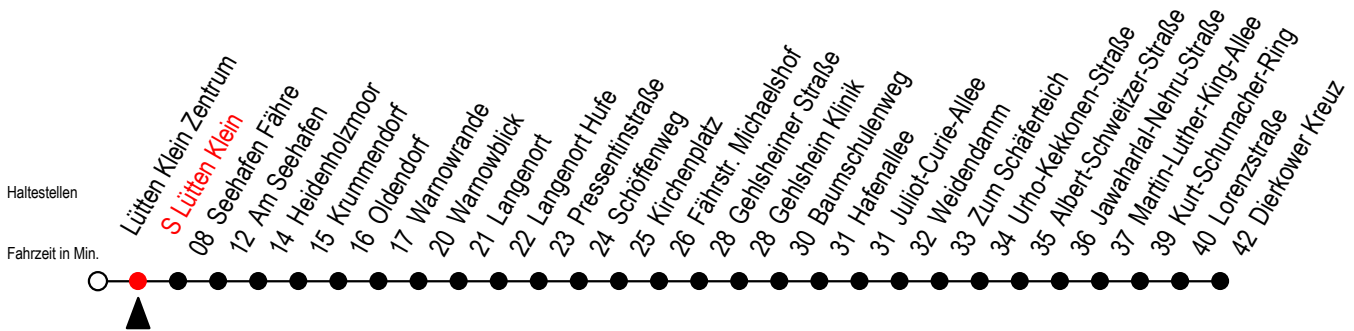 Haltestellen
Fahrzeit in Min.
Lütten Klein Zentrum
S Lütten Klein
08 Seehafen Fähre
12 Am Seehafen
14 Heidenholzmoor
15 Krummendorf
16 Oldendorf
17 Warnowrande
20 Warnowblick
21 Langenort
22 Langenort Hufe
23 Pressentinstraße
24 Schöffenweg
25 Kirchenplatz
26 Fährstr. Michaelshof
28 Gehlsheimer Straße
28 Gehlsheim Klinik
30 Baumschulenweg
31 Hafenallee
31 Juliot-Curie-Allee
32 Weidendamm
33 Zum Schäferteich
34 Urho-Kekkonen-Straße
35 Albert-Schweitzer-Straße
36 Jawaharlal-Nehru-Straße
37 Martin-Luther-King-Allee
39 Kurt-Schumacher-Ring
40 Lorenzstraße
42 Dierkower Kreuz